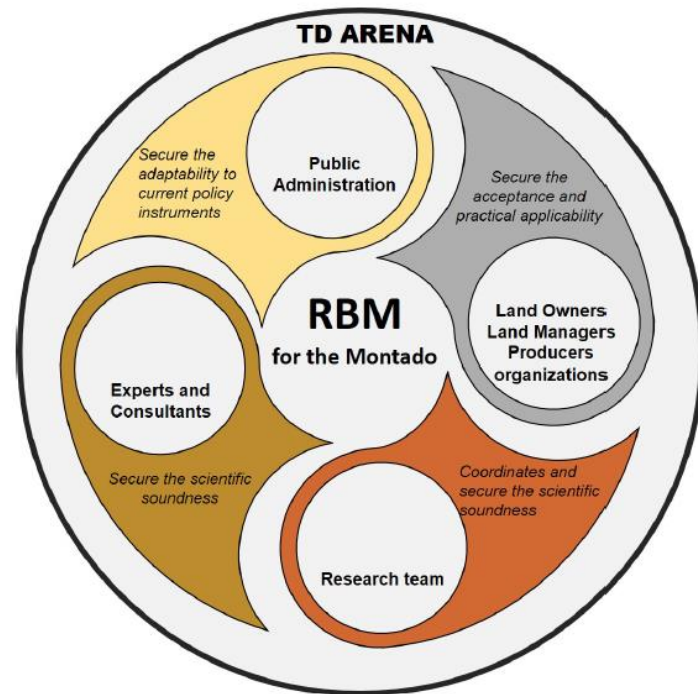 TD ARENA
Secure the
adaptability to
current policy
instruments
Public
Administration
Secure the
acceptance and
practical applicability
Land Owners
Land Managers
Producers
organizations
RBM
for the Montado
Experts and
Consultants
Secure the scientific
soundness
Coordinates and
secure the scientific
soundness
Research team